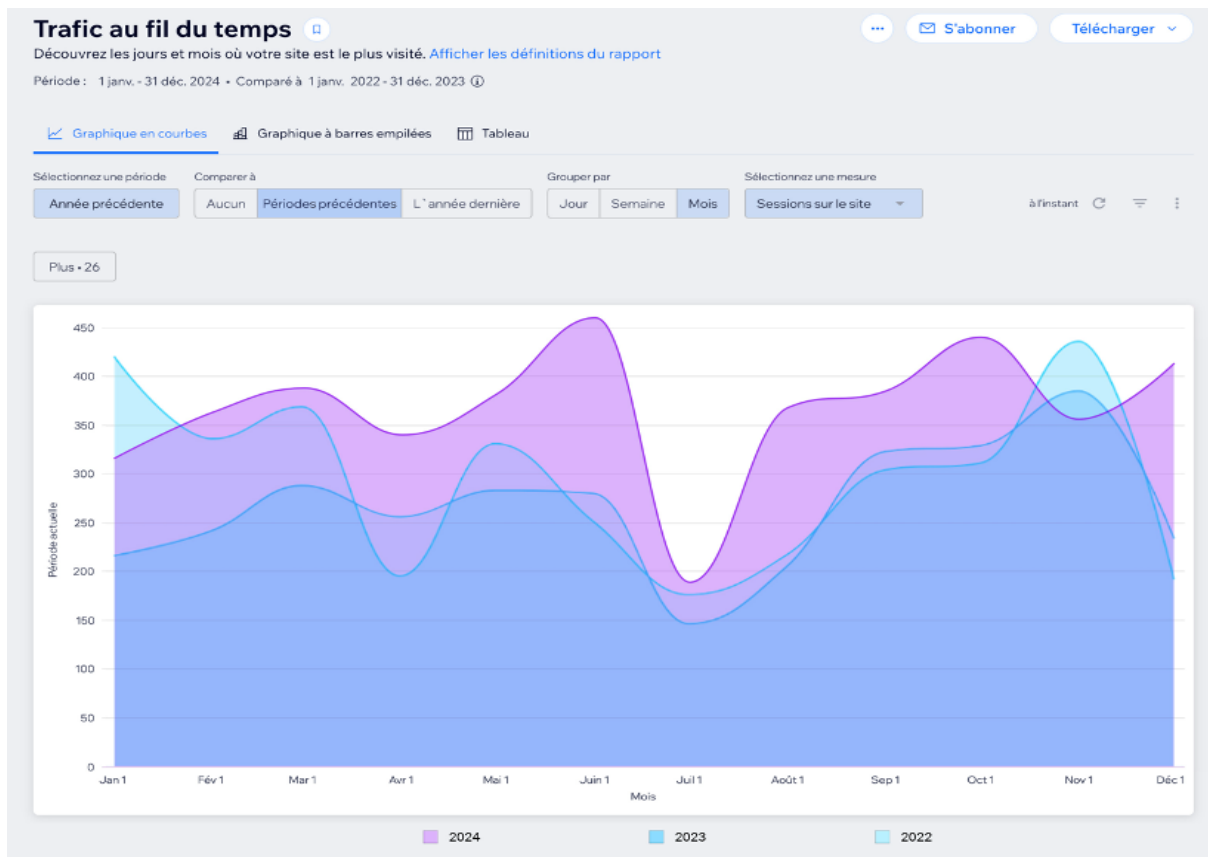 Trafic au fil du temps
... S'abonner Télécharger
Découvrez les jours et mois où votre site est le plus visité. Afficher les définitions du rapport
Période : 1 janv. - 31 déc. 2024 • Comparé à 1 janv. 2022 - 31 déc. 2023
Graphique en courbes Graphique à barres empilées Tableau
Sélectionnez une période Comparer à Grouper par Sélectionnez une mesure
Année précédente Aucun Périodes précédentes L`année dernière Jour Semaine Mois Sessions sur le site à l'instant
Plus • 26
450
400
350
300
250
200
150
100
50
0
Période actuelle
Jan 1 Fév 1 Mar 1 Avr 1 Mai 1 Juin 1 Juil 1 Août 1 Sep 1 Oct 1 Nov 1 Déc 1
Mois
2024 2023 2022